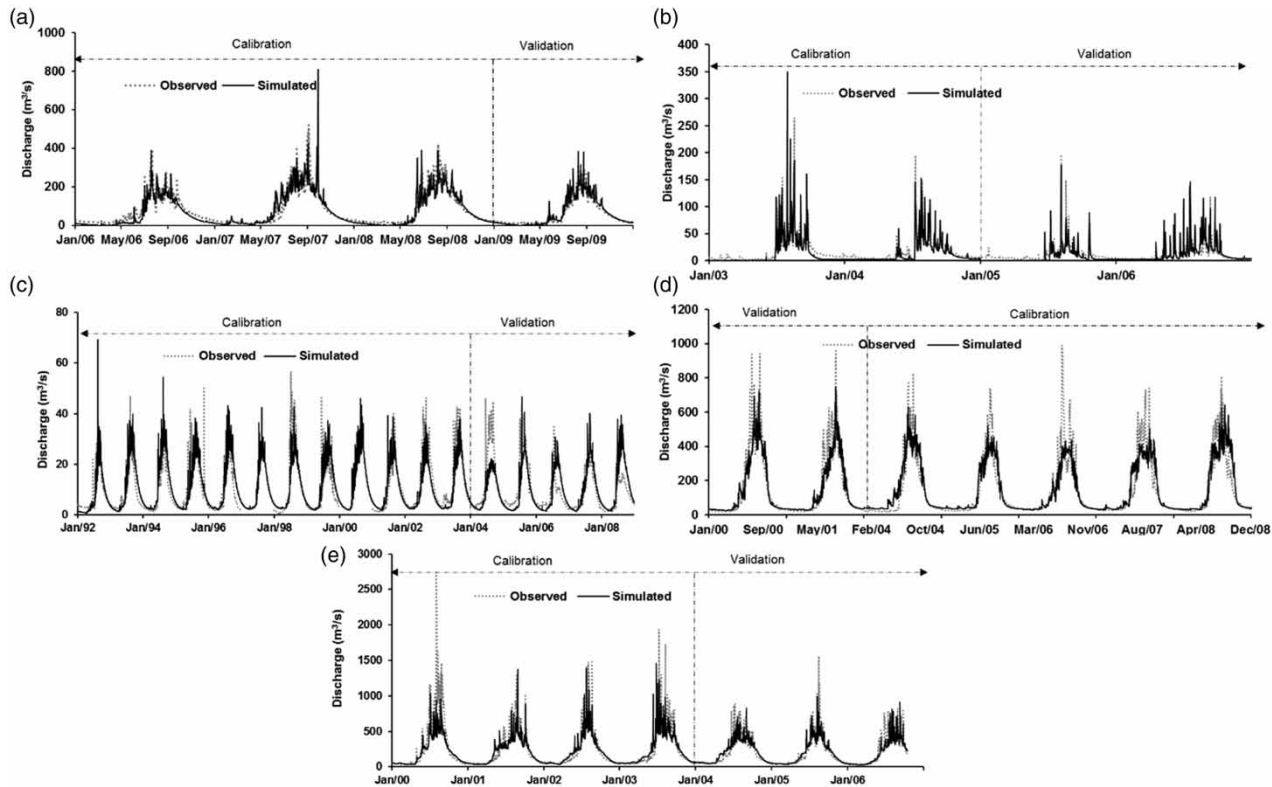 (a)
1000
800
600
400
200
0
Discharge (m³/s)
Calibration
Validation
Observed
Simulated
Jan/06 May/06 Sep/06 Jan/07 May/07 Sep/07 Jan/08 May/08 Sep/08 Jan/09 May/09 Sep/09
(b)
400
350
300
250
200
150
100
50
0
Discharge (m³/s)
Calibration
Validation
Observed
Simulated
Jan/03 Jan/04 Jan/05 Jan/06
(c)
80
60
40
20
0
Discharge (m³/s)
Calibration
Validation
Observed
Simulated
Jan/92 Jan/94 Jan/96 Jan/98 Jan/00 Jan/02 Jan/04 Jan/06 Jan/08
(d)
1200
1000
800
600
400
200
0
Discharge (m³/s)
Validation
Calibration
Observed
Simulated
Jan/00 Sep/00 May/01 Feb/04 Oct/04 Jun/05 Mar/06 Nov/06 Aug/07 Apr/08 Dec/08
(e)
3000
2500
2000
1500
1000
500
0
Discharge (m³/s)
Calibration
Validation
Observed
Simulated
Jan/00 Jan/01 Jan/02 Jan/03 Jan/04 Jan/05 Jan/06